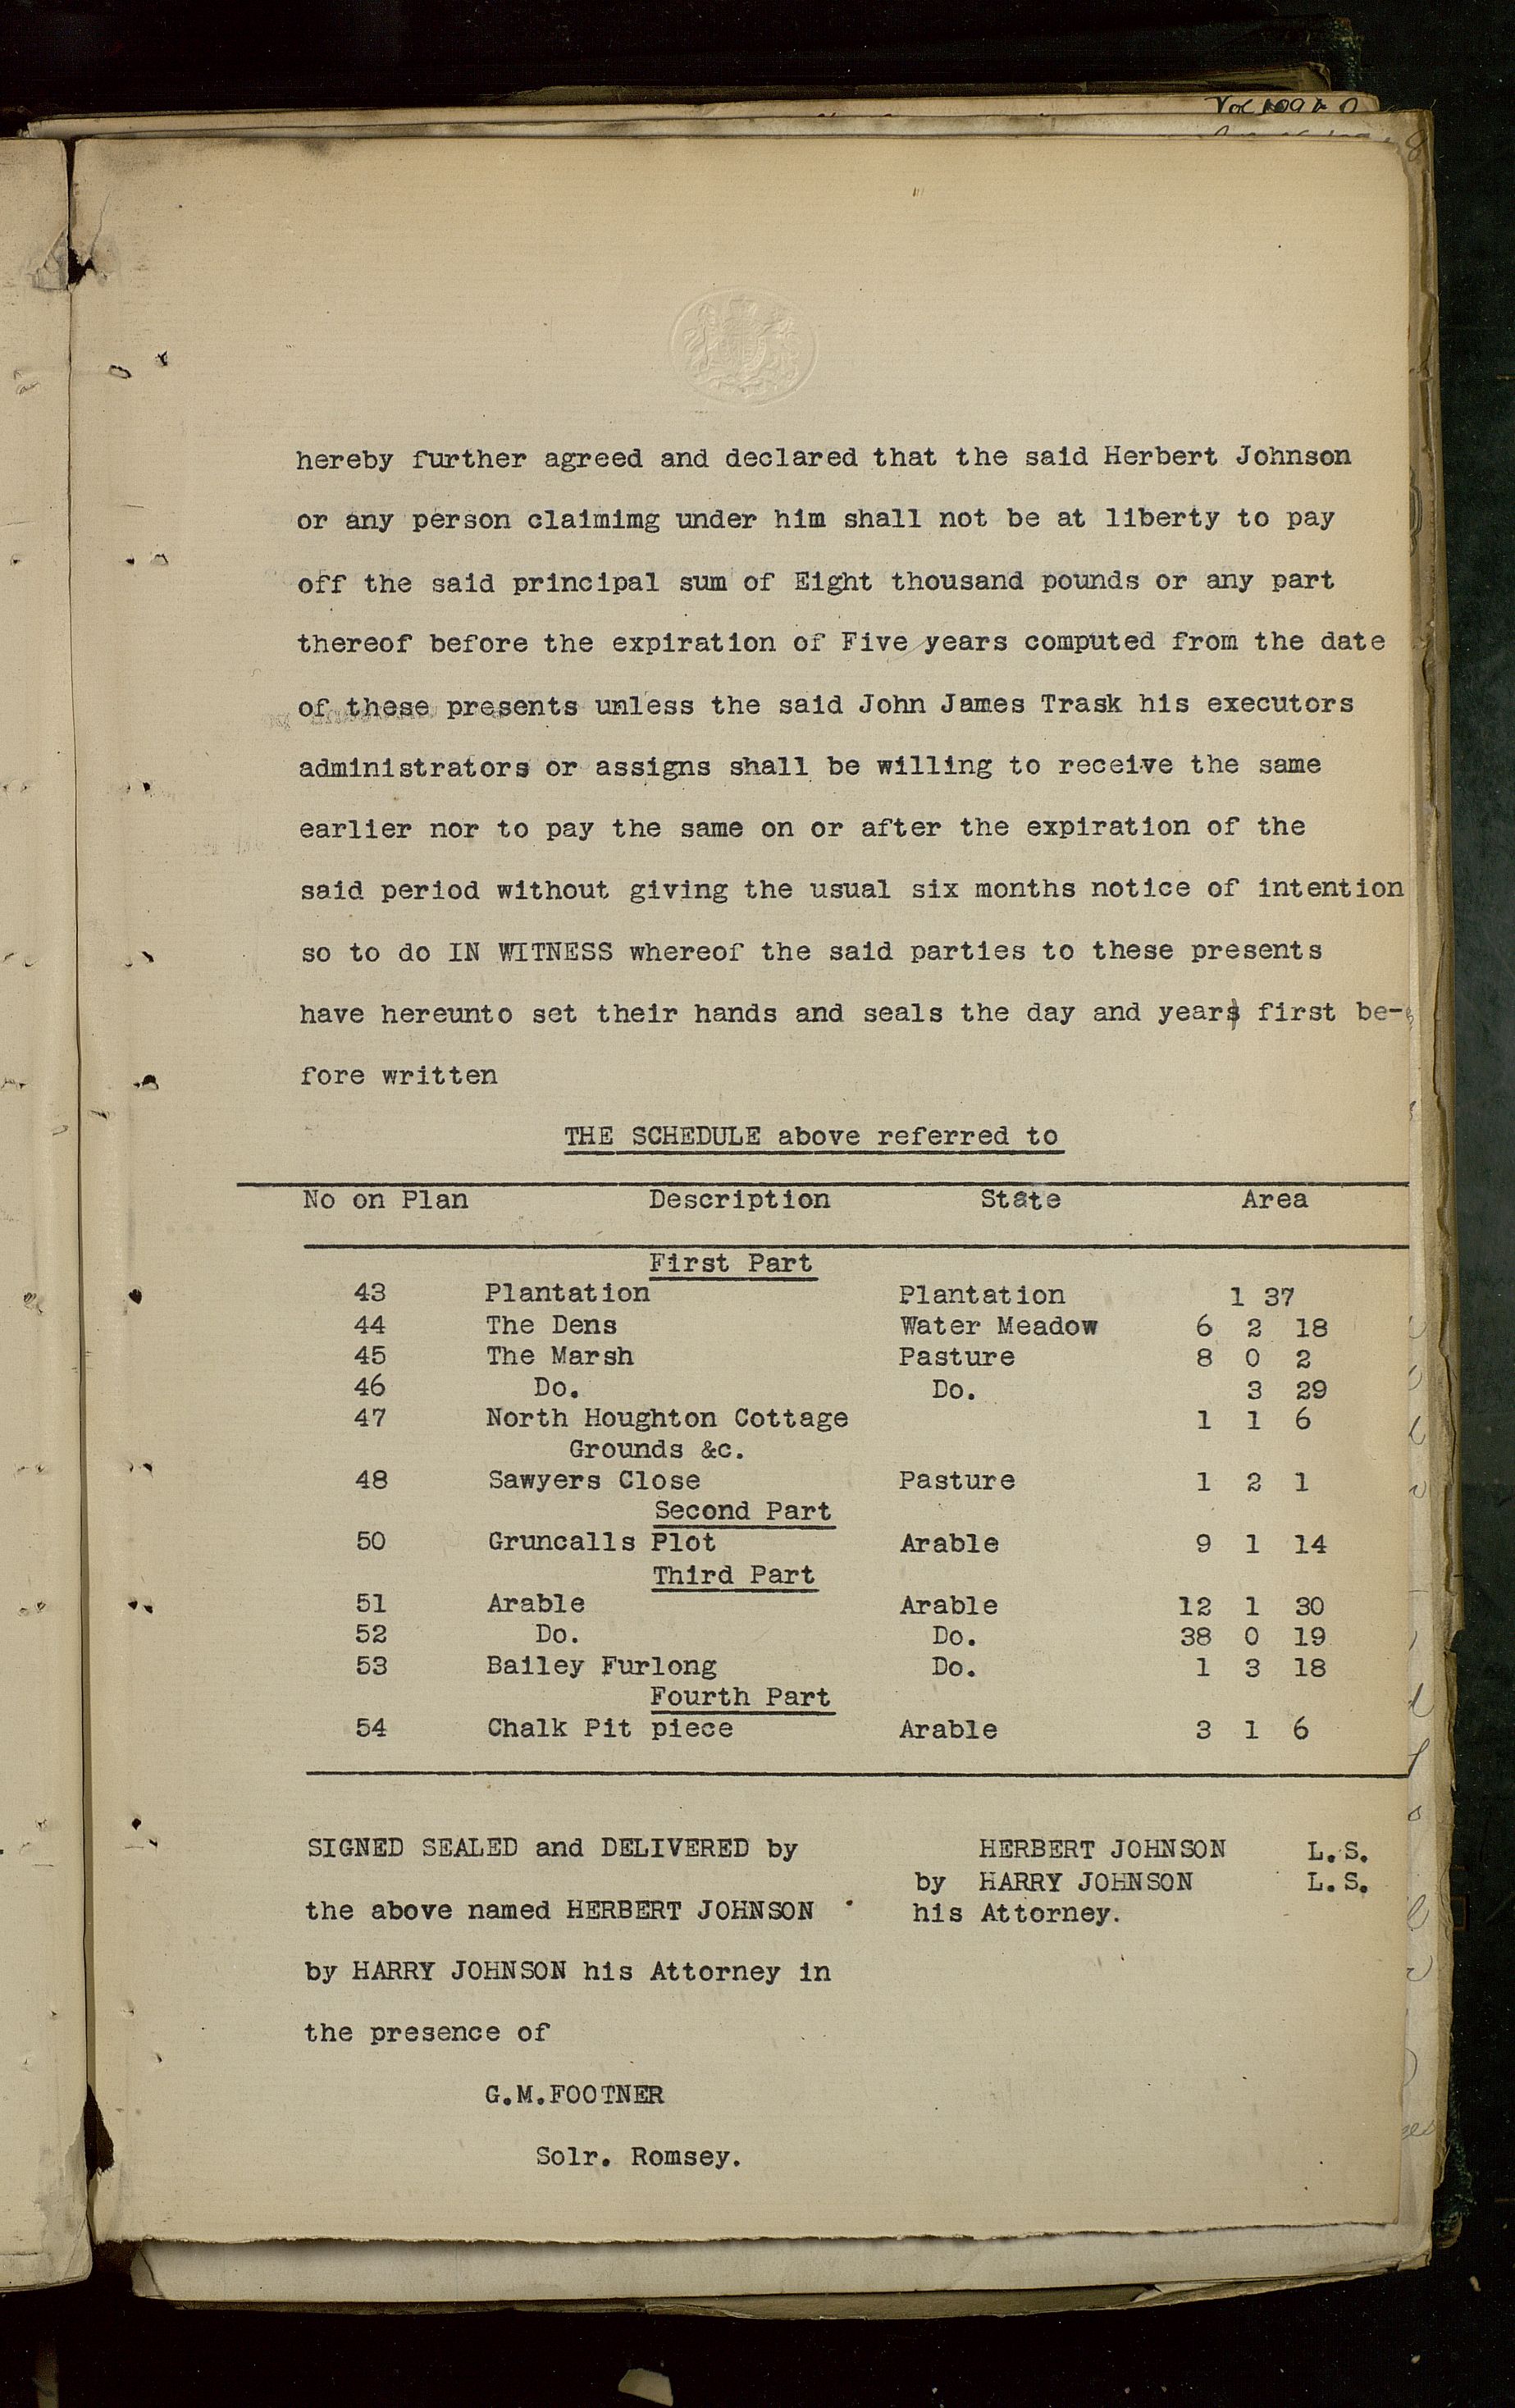 Vol 109
hereby further agreed and declared that the said Herbert Johnson
or any person claimimg under him shall not be at liberty to pay
off the said principal sum of Eight thousand pounds or any part
thereof before the expiration of Five years computed from the date
of these presents unless the said John James Trask his executors
administrators or assigns shall be willing to receive the same
earlier nor to pay the same on or after the expiration of the
said period without giving the usual six months notice of intention
so to do IN WITNESS whereof the said parties to these presents
have hereunto set their hands and seals the day and year first be-
fore written
THE SCHEDULE above referred to
No on Plan Description State Area
First Part
43 Plantation Plantation 1 37
44 The Dens Water Meadow 6 2 18
45 The Marsh Pasture 8 0 2
46 Do. Do. 3 29
47 North Houghton Cottage 1 1 6
Grounds &c.
48 Sawyers Close Pasture 1 2 1
Second Part
50 Gruncalls Plot Arable 9 1 14
Third Part
51 Arable Arable 12 1 30
52 Do. Do. 38 0 19
53 Bailey Furlong Do. 1 3 18
Fourth Part
54 Chalk Pit piece Arable 3 1 6
SIGNED SEALED and DELIVERED by
the above named HERBERT JOHNSON
by HARRY JOHNSON his Attorney in
the presence of
G.M.FOOTNER
Solr. Romsey.
HERBERT JOHNSON L.S.
by HARRY JOHNSON L.S.
his Attorney.